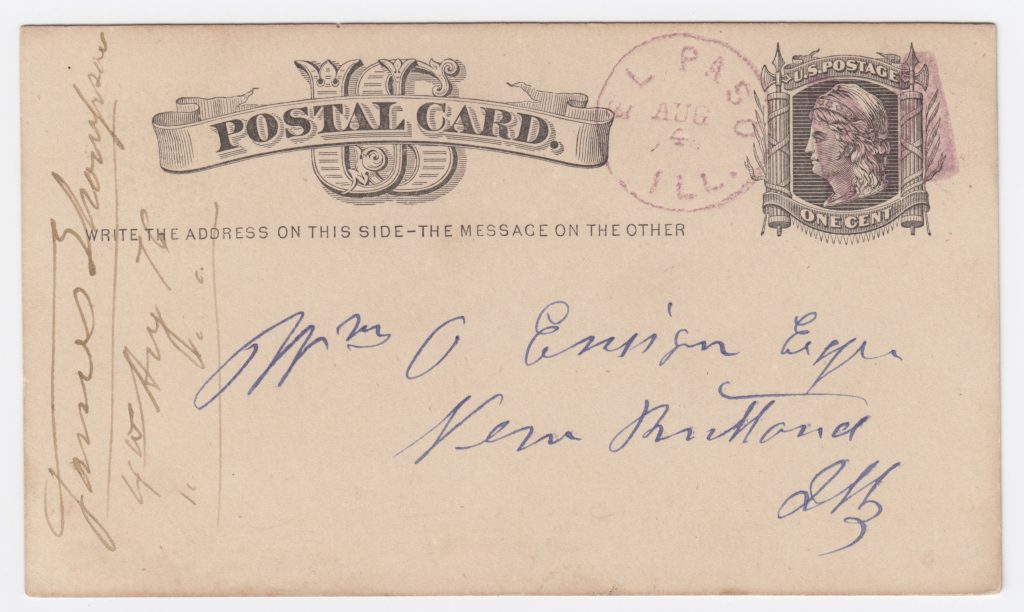 US
POSTAL CARD.
EL PASO
AUG
4
ILL.
U.S. POSTAGE
ONE CENT
WRITE THE ADDRESS ON THIS SIDE–THE MESSAGE ON THE OTHER
Wm O Ensign Esqr
New Rutland
Ills
James Thompson